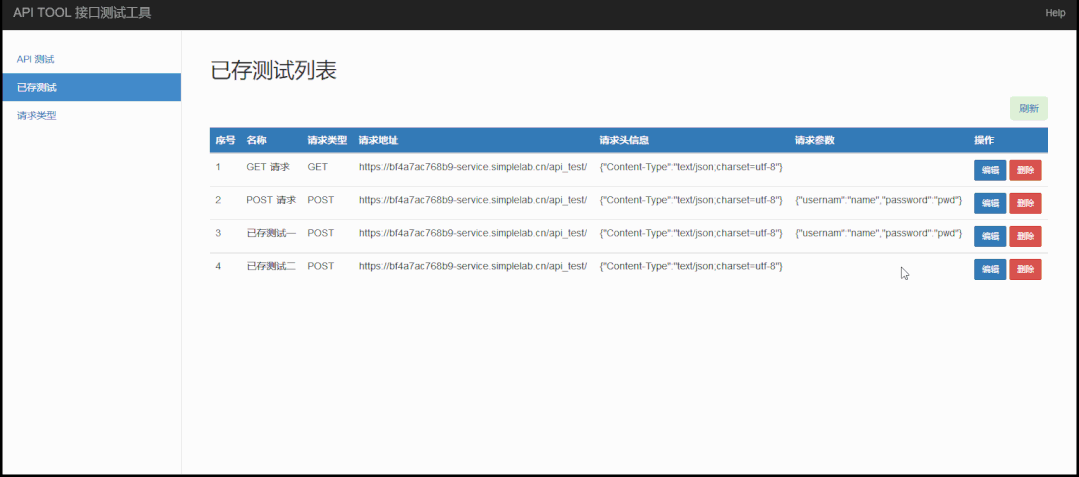 API TOOL 接口测试工具 Help
API 测试
已存测试
请求类型
已存测试列表
刷新
序号 名称 请求类型 请求地址 请求头信息 请求参数 操作
1 GET 请求 GET https://bf4a7ac768b9-service.simplelab.cn/api_test/ {"Content-Type":"text/json;charset=utf-8"} 编辑 删除
2 POST 请求 POST https://bf4a7ac768b9-service.simplelab.cn/api_test/ {"Content-Type":"text/json;charset=utf-8"} {"usernam":"name","password":"pwd"} 编辑 删除
3 已存测试一 POST https://bf4a7ac768b9-service.simplelab.cn/api_test/ {"Content-Type":"text/json;charset=utf-8"} {"usernam":"name","password":"pwd"} 编辑 删除
4 已存测试二 POST https://bf4a7ac768b9-service.simplelab.cn/api_test/ {"Content-Type":"text/json;charset=utf-8"} 编辑 删除